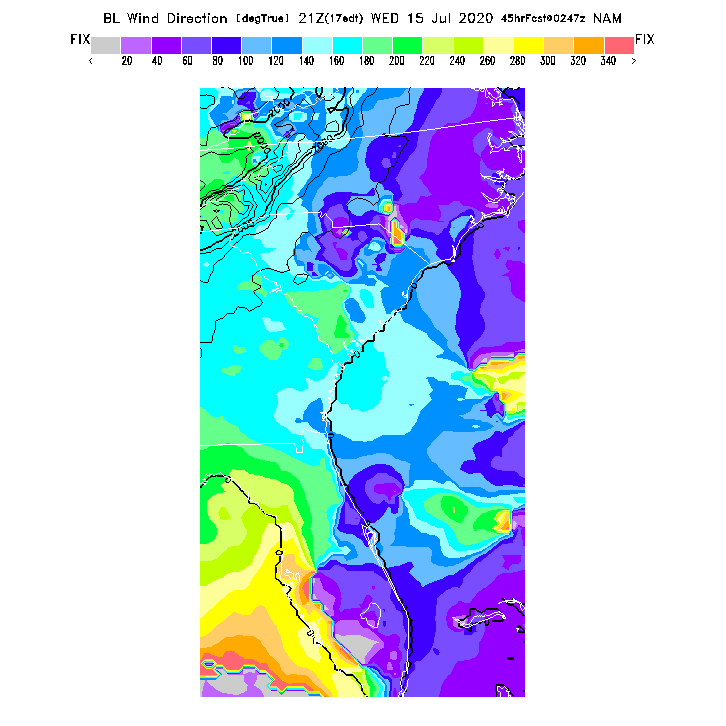 BL Wind Direction [degTrue] 21Z(17edt) WED 15 Jul 2020 45hrFcst@0247z NAM
FIX FIX
< 20 40 60 80 100 120 140 160 180 200 220 240 260 280 300 320 340 >